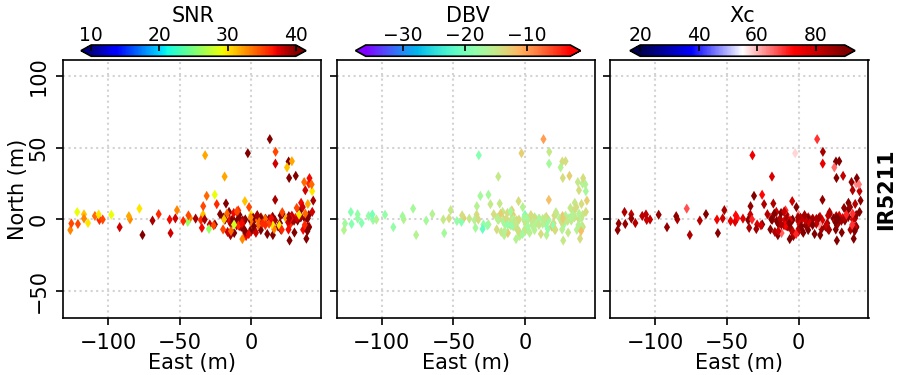 SNR DBV Xc
10 20 30 40 −30 −20 −10 20 40 60 80
100
50
0
−50
North (m)
IR5211
−100 −50 0 −100 −50 0 −100 −50 0
East (m) East (m) East (m)